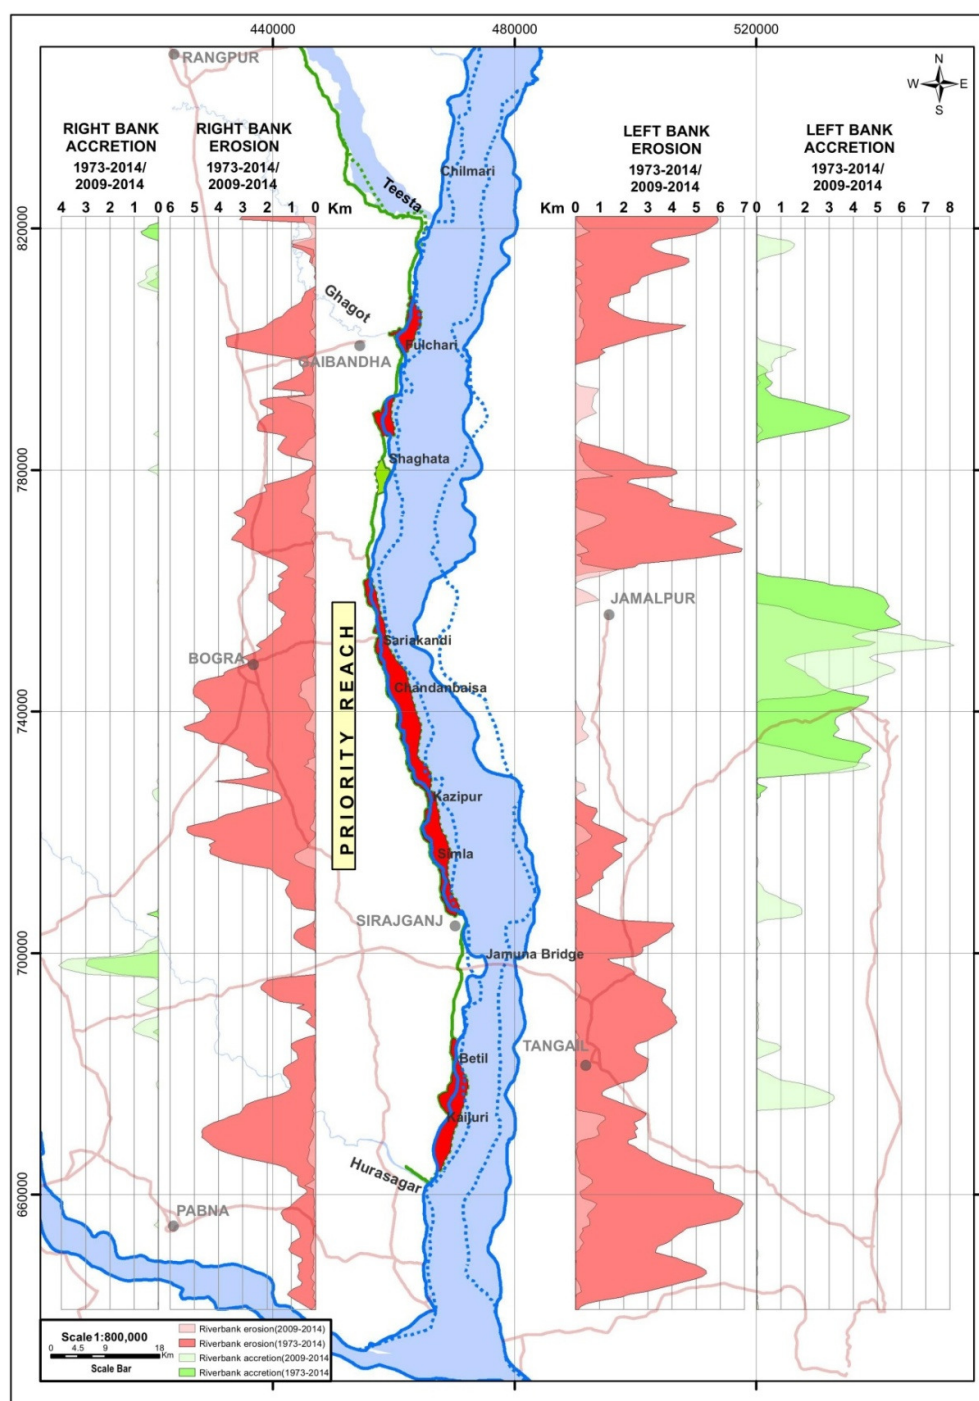 440000 480000 520000
RANGPUR
N
W E
S
RIGHT BANK
ACCRETION
1973-2014/
2009-2014
RIGHT BANK
EROSION
1973-2014/
2009-2014
LEFT BANK
EROSION
1973-2014/
2009-2014
LEFT BANK
ACCRETION
1973-2014/
2009-2014
4 3 2 1 0 6 5 4 3 2 1 0 Km
Km 0 1 2 3 4 5 6 7 0 1 2 3 4 5 6 7 8
Chilmari
Teesta
820000
Ghagot
Fulchari
GAIBANDHA
Shaghata
780000
JAMALPUR
Sariakandi
BOGRA
Chandanbaisa
PRIORITY REACH
740000
Kazipur
Simla
SIRAJGANJ
Jamuna Bridge
700000
TANGAIL
Betil
Kaijuri
Hurasagar
660000
PABNA
Scale 1:800,000
0 4.5 9 18 Km
Scale Bar
Riverbank erosion(2009-2014)
Riverbank erosion(1973-2014)
Riverbank accretion(2009-2014
Riverbank accretion(1973-2014